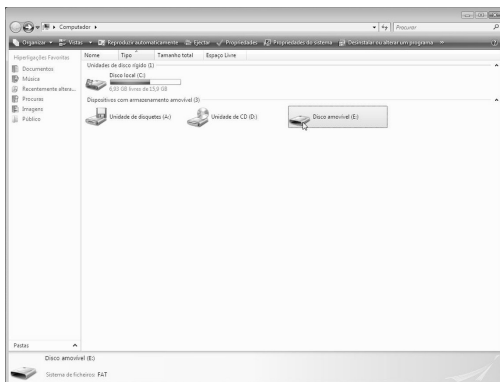 Computador
Procurar
Organizar Vistas Reproduzir automaticamente Ejectar Propriedades Propriedades do sistema Desinstalar ou alterar um programa »
Hiperligações Favoritas
Nome Tipo Tamanho total Espaço Livre
Documentos
Música
Recentemente altera...
Procuras
Imagens
Público
Unidades de disco rígido (1)
Disco local (C:)
GB livres de 15,9 GB
Dispositivos com armazenamento amovível (3)
Unidade de disquetes (A:)
Unidade de CD (D:)
Disco amovível (E:)
Pastas
Disco amovível (E:)
Sistema de ficheiros: FAT